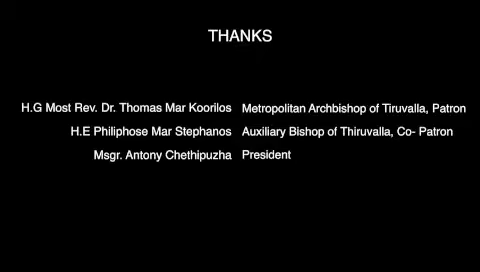 THANKS
H.G Most Rev. Dr. Thomas Mar Koorilos Metropolitan Archbishop of Tiruvalla, Patron
H.E Philiphose Mar Stephanos Auxiliary Bishop of Thiruvalla, Co- Patron
Msgr. Antony Chethipuzha President